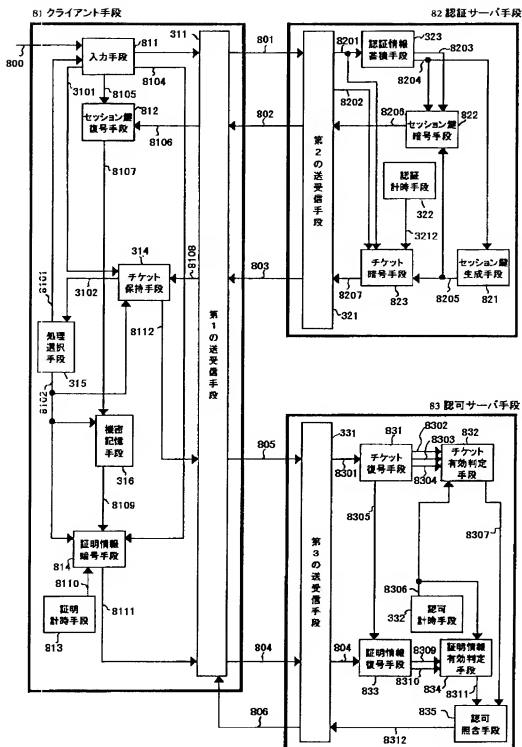 81 クライアント手段
800
入力手段
811
311
801
3101
8104
8105
812
セッション鍵
復号手段
802
8106
8107
314
チケット
保持手段
3102
8108
803
8101
8112
処理
選択手段
315
8102
機密
記憶手段
316
8109
証明情報
暗号手段
814
8110
証明
計時手段
813
8111
第1の送受信手段
805
804
806
82 認証サーバ手段
8201
8202
認証情報
蓄積手段
323
8203
8204
8206
822
セッション鍵
暗号手段
認証
計時手段
322
3212
チケット
暗号手段
823
8207
8205
セッション鍵
生成手段
821
第2の送受信手段
321
83 認可サーバ手段
331
8301
831
チケット
復号手段
8302
8303
8304
832
チケット
有効判定
手段
8305
8307
8306
認可
計時手段
332
804
証明情報
復号手段
833
8309
8310
証明情報
有効判定
手段
834
8311
835
認可
照合手段
8312
第3の送受信手段